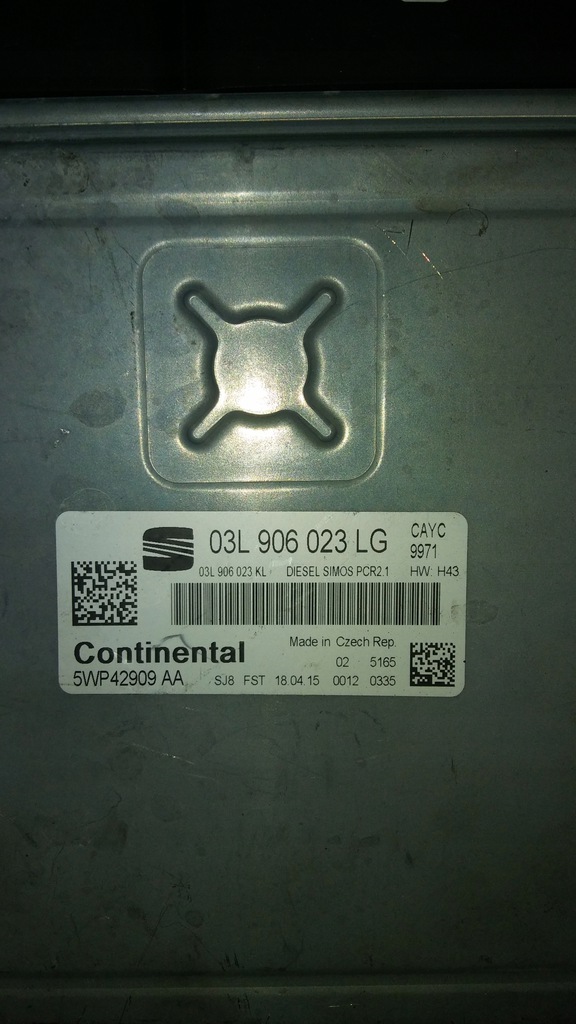 03L 906 023 LG CAYC
9971
03L 906 023 KL DIESEL SIMOS PCR2.1 HW: H43
Continental Made in Czech Rep.
02 5165
5WP42909 AA SJ8 FST 18.04.15 0012 0335